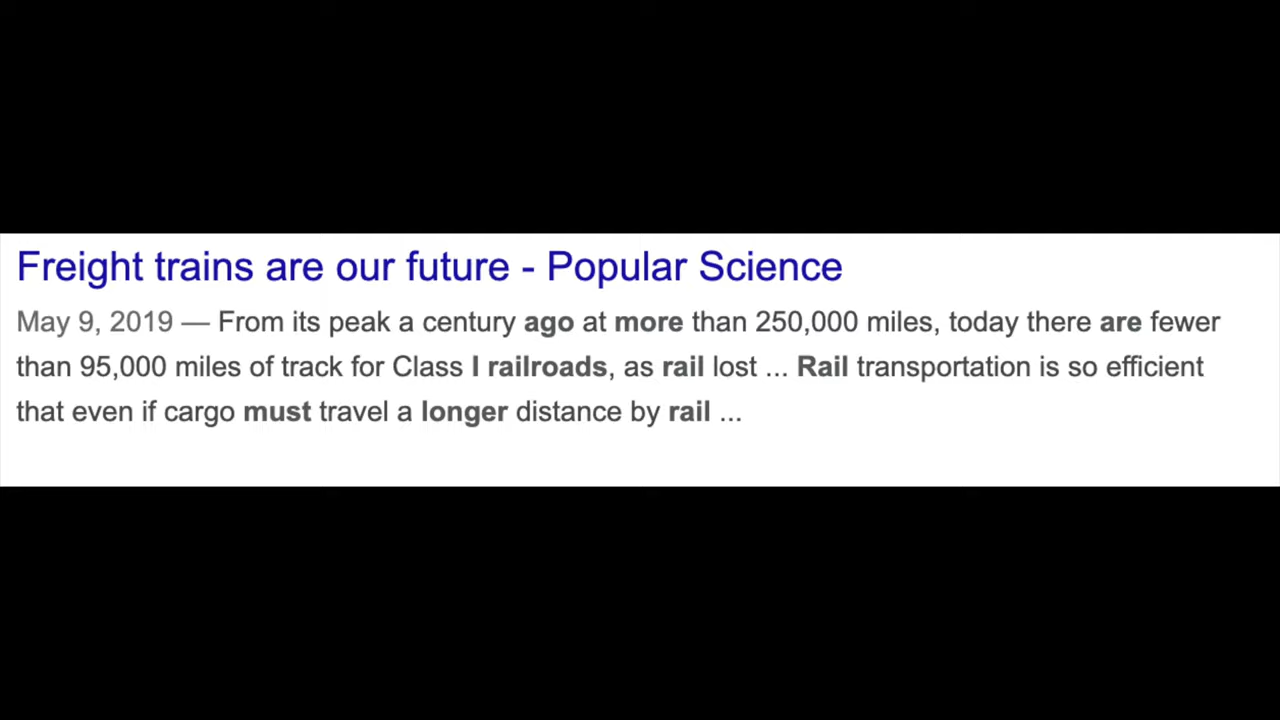 Freight trains are our future - Popular Science
May 9, 2019 — From its peak a century ago at more than 250,000 miles, today there are fewer
than 95,000 miles of track for Class I railroads, as rail lost ... Rail transportation is so efficient
that even if cargo must travel a longer distance by rail ...